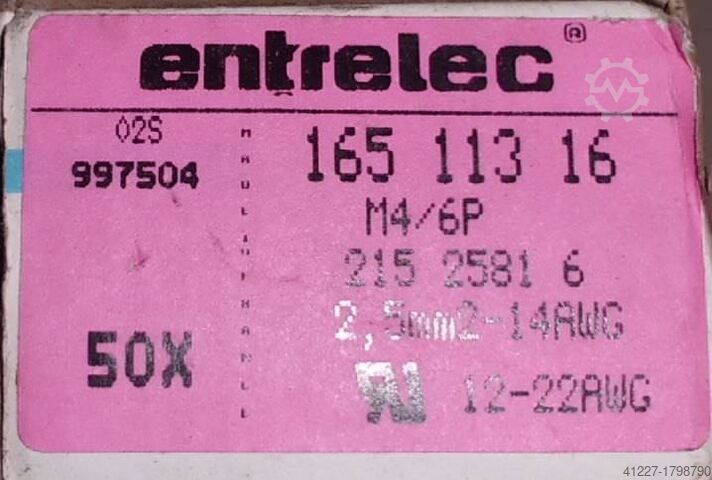 entrelec®
02S
997504
165 113 16
M4/6P
215 2581 6
2,5mm2-14AWG
50X
12-22AWG
41227-1798790